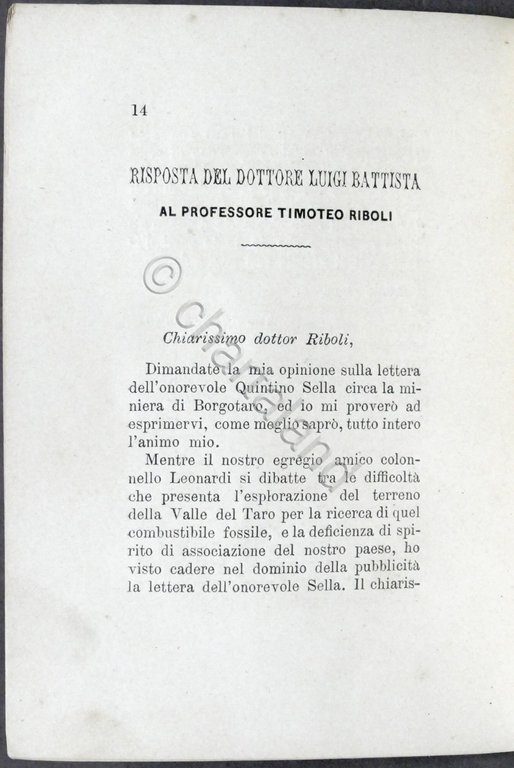 14
RISPOSTA DEL DOTTORE LUIGI BATTISTA
AL PROFESSORE TIMOTEO RIBOLI
Chiarissimo dottor Riboli,
Dimandate la mia opinione sulla lettera
dell'onorevole Quintino Sella circa la mi-
niera di Borgotaro, ed io mi proverò ad
esprimervi, come meglio saprò, tutto intero
l'animo mio.
Mentre il nostro egregio amico colon-
nello Leonardi si dibatte tra le difficoltà
che presenta l'esplorazione del terreno
della Valle del Taro per la ricerca di quel
combustibile fossile, e la deficienza di spi-
rito di associazione del nostro paese, ho
visto cadere nel dominio della pubblicità
la lettera dell'onorevole Sella. Il chiaris-
© chartaland